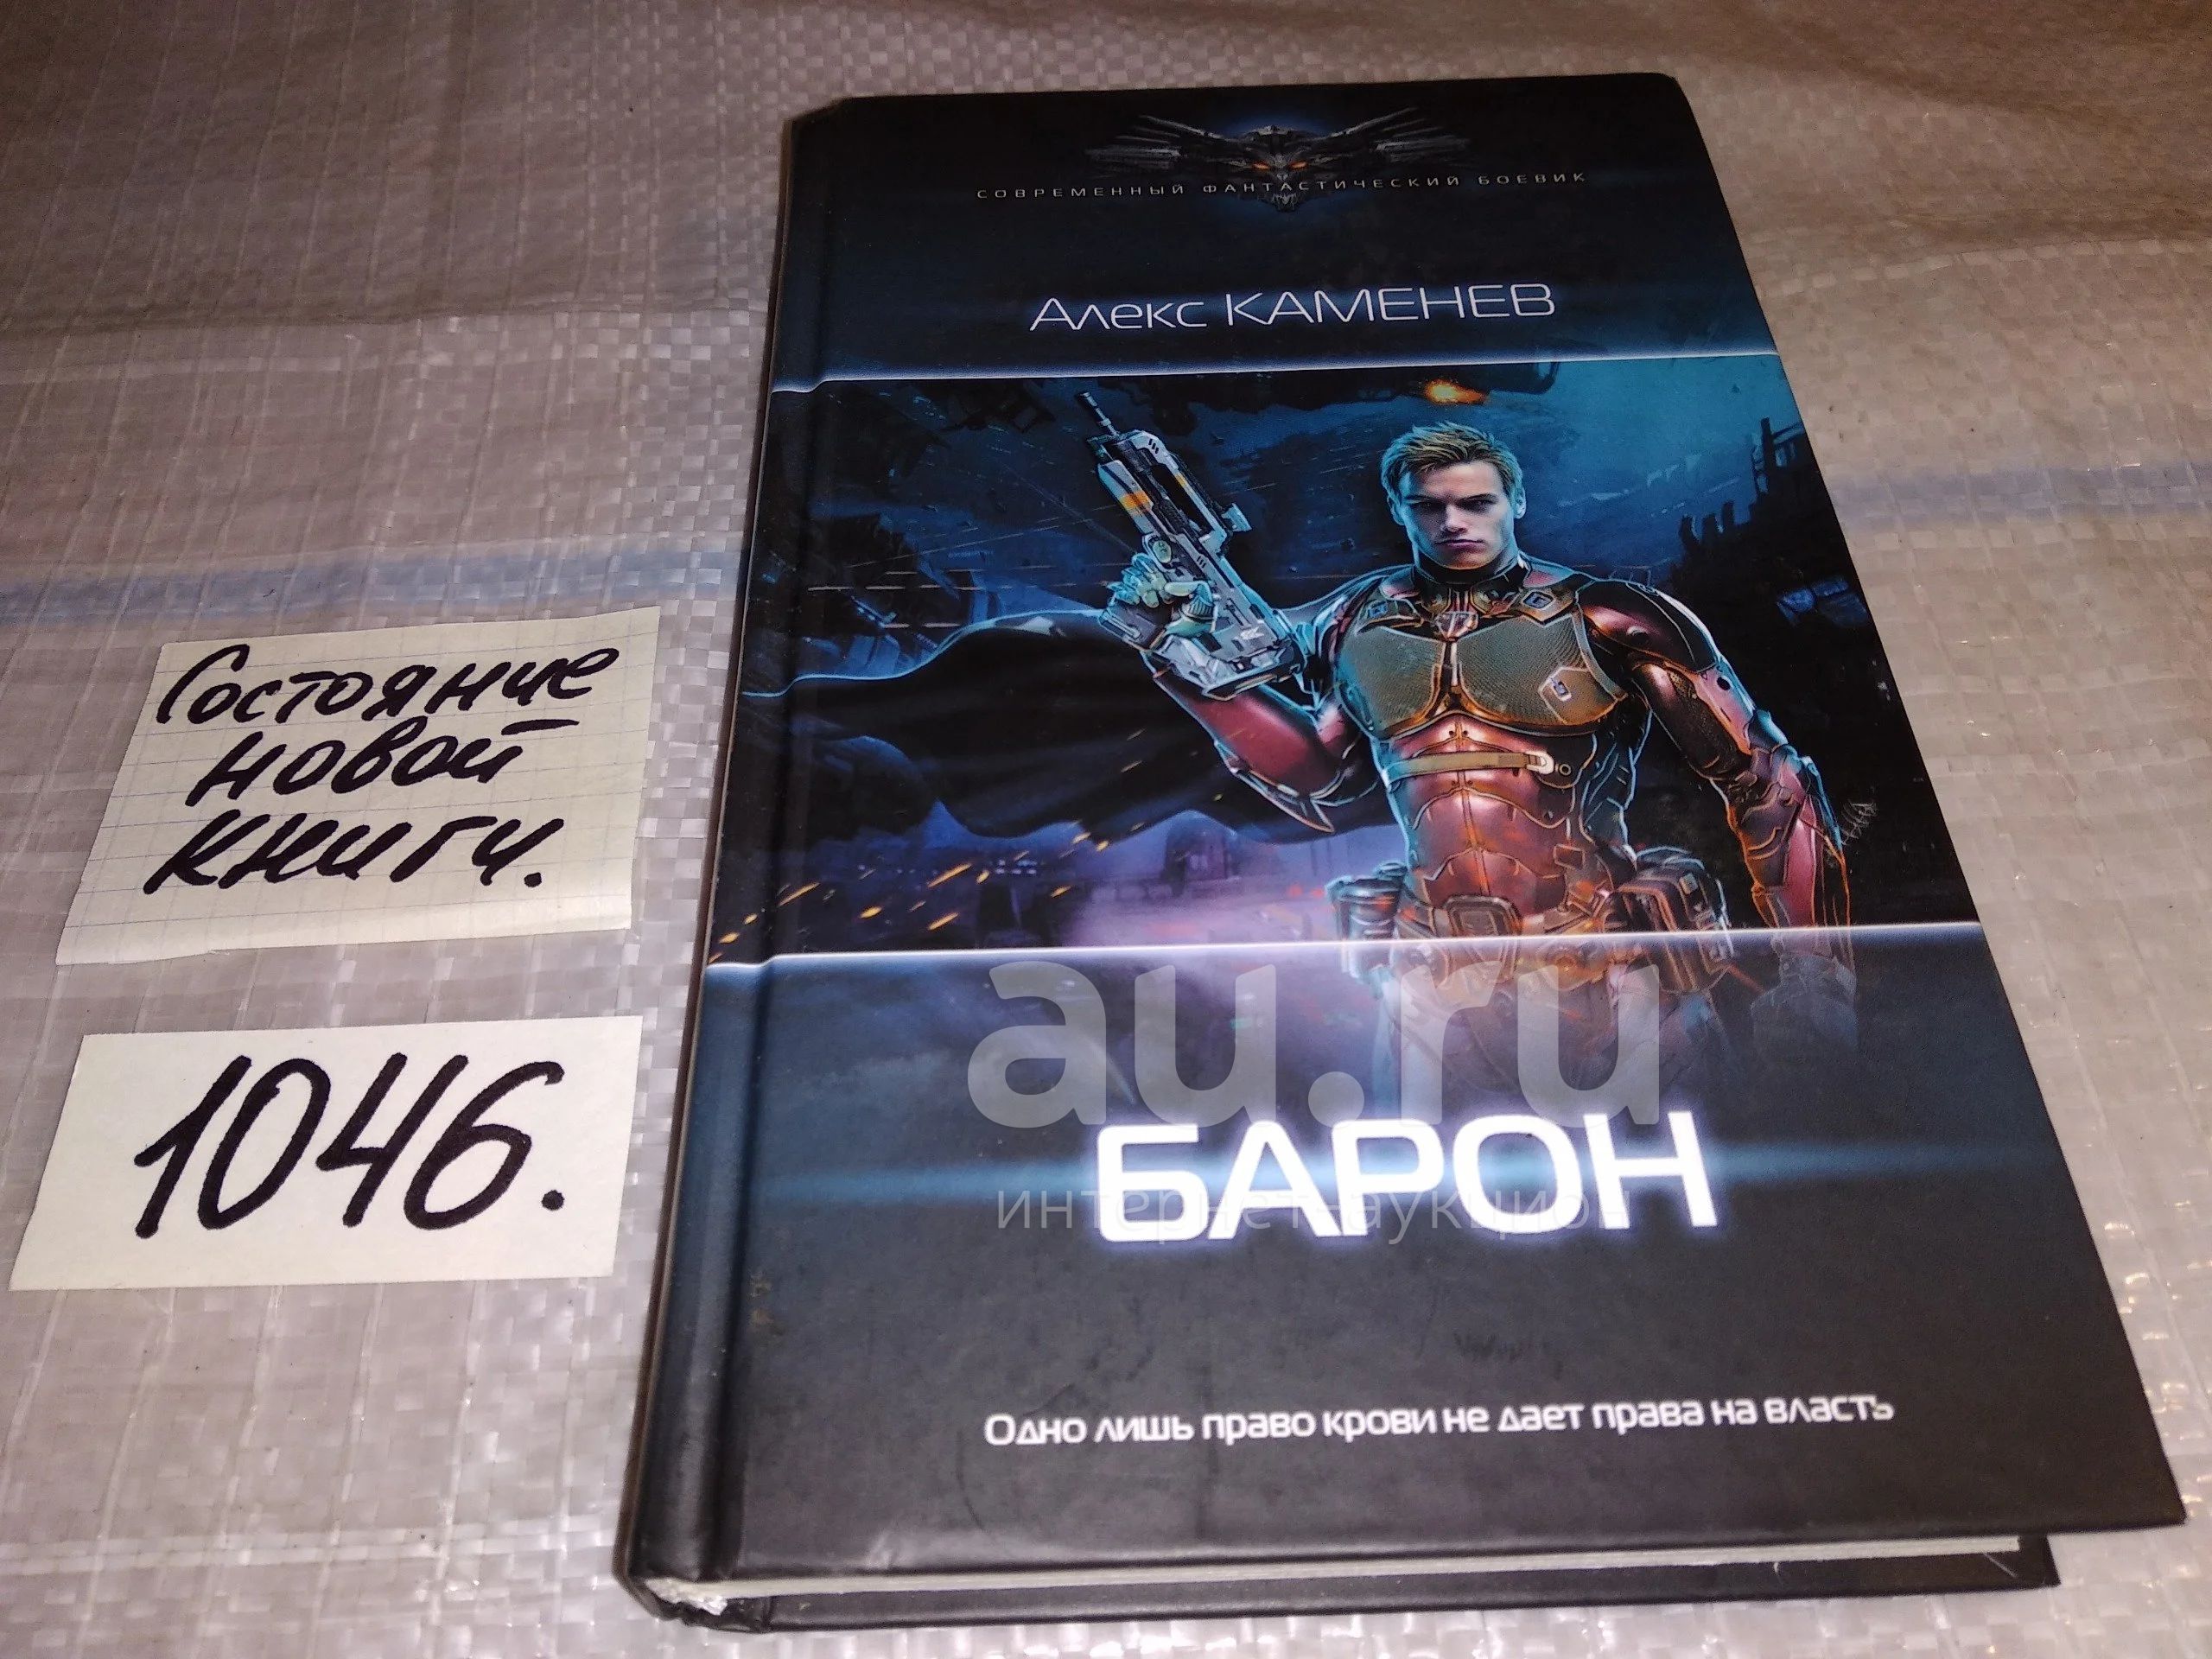 СОВРЕМЕННЫЙ ФАНТАСТИЧЕСКИЙ БОЕВИК
Алекс КАМЕНЕВ
Состояние
новой
книги.
1046.
au.ru
БАРОН
интернет-аукцион
Одно лишь право крови не дает права на власть